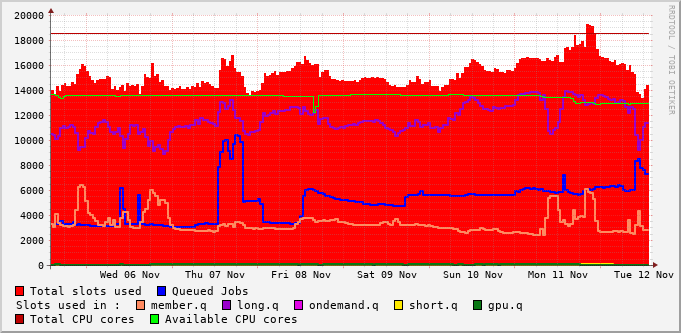 20000
18000
16000
14000
12000
10000
8000
6000
4000
2000
0
Wed 06 Nov Thu 07 Nov Fri 08 Nov Sat 09 Nov Sun 10 Nov Mon 11 Nov Tue 12 Nov
RRDTOOL / TOBI OETIKER
Total slots used Queued Jobs
Slots used in : member.q long.q ondemand.q short.q gpu.q
Total CPU cores Available CPU cores